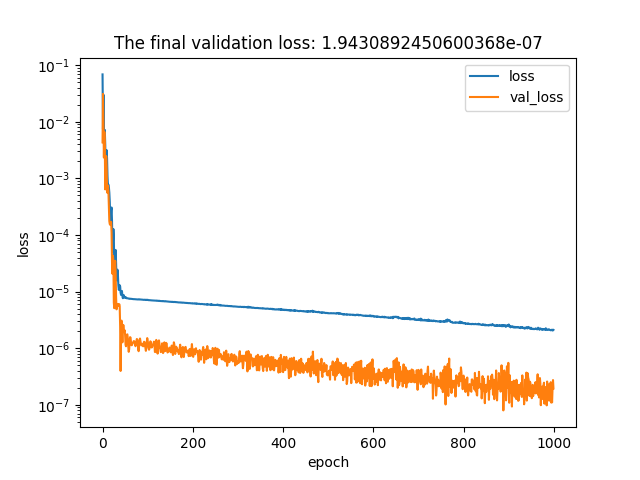 The final validation loss: 1.9430892450600368e-07
10⁻¹
10⁻²
10⁻³
10⁻⁴
10⁻⁵
10⁻⁶
10⁻⁷
loss
loss
val_loss
0 200 400 600 800 1000
epoch